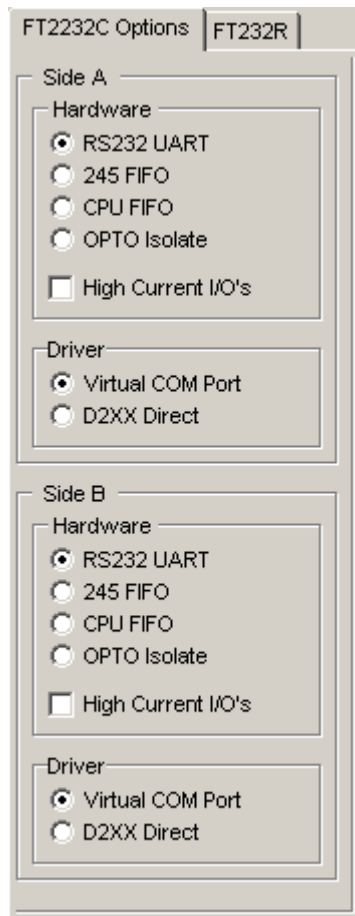 FT2232C Options FT232R
Side A
Hardware
RS232 UART
245 FIFO
CPU FIFO
OPTO Isolate
High Current I/O's
Driver
Virtual COM Port
D2XX Direct
Side B
Hardware
RS232 UART
245 FIFO
CPU FIFO
OPTO Isolate
High Current I/O's
Driver
Virtual COM Port
D2XX Direct